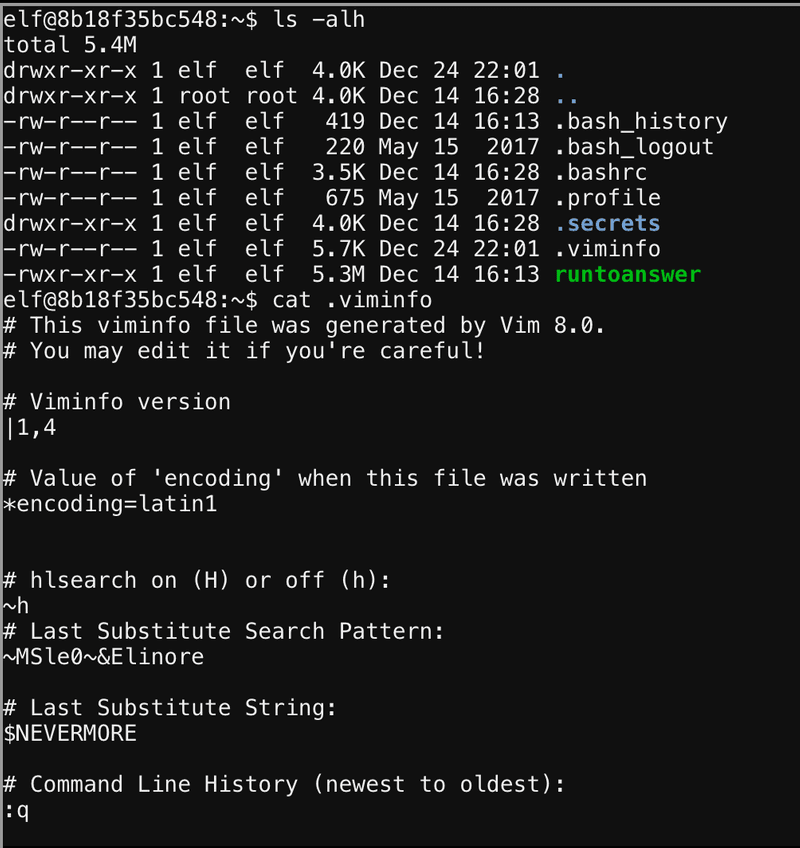 elf@8b18f35bc548:~$ ls -alh
total 5.4M
drwxr-xr-x 1 elf  elf  4.0K Dec 24 22:01 .
drwxr-xr-x 1 root root 4.0K Dec 14 16:28 ..
-rw-r--r-- 1 elf  elf   419 Dec 14 16:13 .bash_history
-rw-r--r-- 1 elf  elf   220 May 15  2017 .bash_logout
-rw-r--r-- 1 elf  elf  3.5K Dec 14 16:28 .bashrc
-rw-r--r-- 1 elf  elf   675 May 15  2017 .profile
drwxr-xr-x 1 elf  elf  4.0K Dec 14 16:28 .secrets
-rw-r--r-- 1 elf  elf  5.7K Dec 24 22:01 .viminfo
-rwxr-xr-x 1 elf  elf  5.3M Dec 14 16:13 runtoanswer
elf@8b18f35bc548:~$ cat .viminfo
# This viminfo file was generated by Vim 8.0.
# You may edit it if you're careful!
# Viminfo version
|1,4
# Value of 'encoding' when this file was written
*encoding=latin1
# hlsearch on (H) or off (h):
~h
# Last Substitute Search Pattern:
~MSle0~&Elinore
# Last Substitute String:
$NEVERMORE
# Command Line History (newest to oldest):
:q